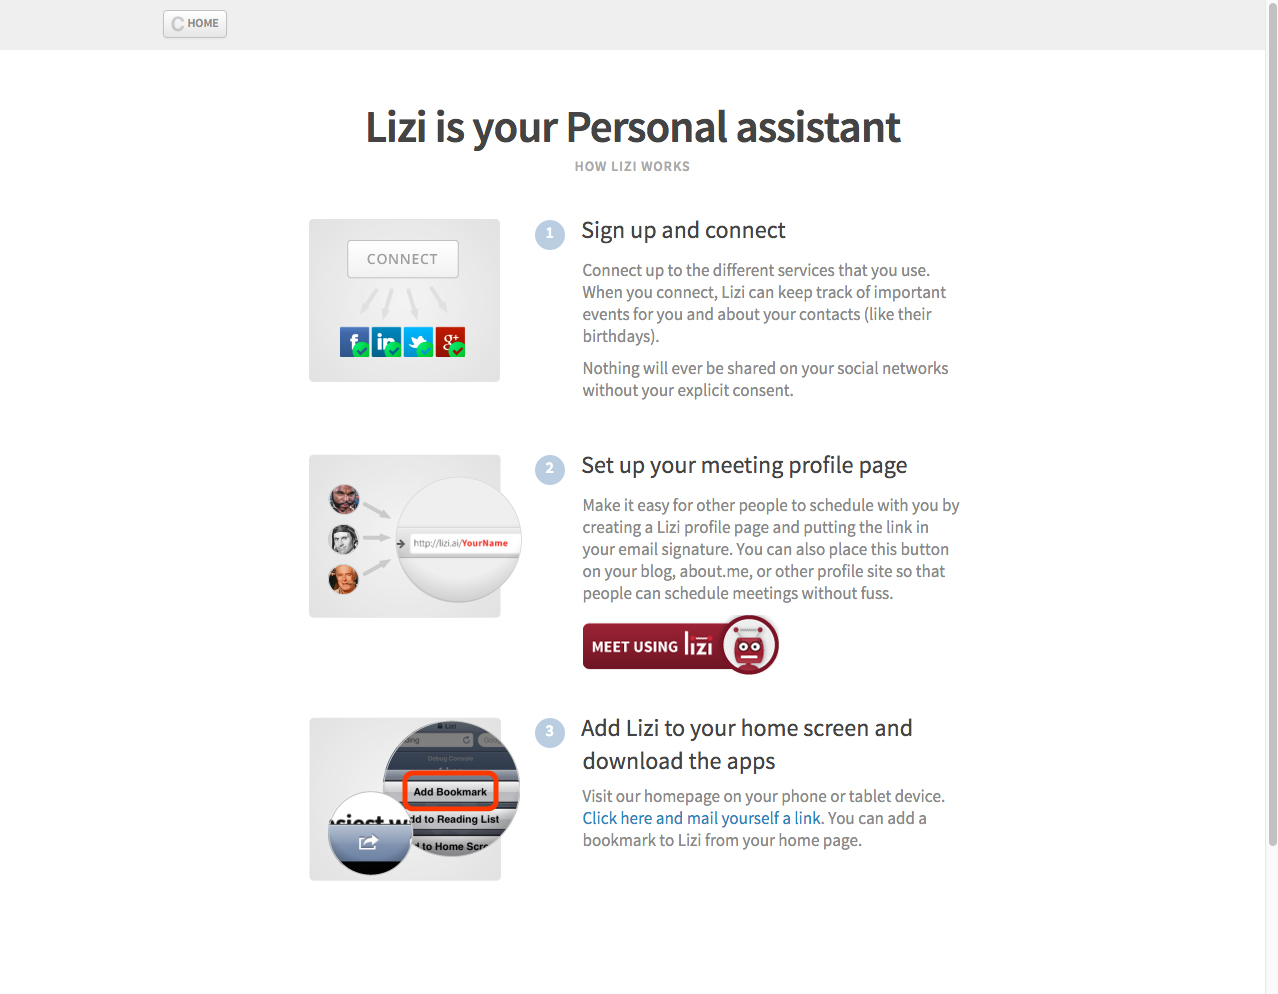 C HOME
Lizi is your Personal assistant
HOW LIZI WORKS
CONNECT
f in g+
1 Sign up and connect
Connect up to the different services that you use.
When you connect, Lizi can keep track of important
events for you and about your contacts (like their
birthdays).
Nothing will ever be shared on your social networks
without your explicit consent.
http://lizi.ai/YourName
2 Set up your meeting profile page
Make it easy for other people to schedule with you by
creating a Lizi profile page and putting the link in
your email signature. You can also place this button
on your blog, about.me, or other profile site so that
people can schedule meetings without fuss.
MEET USING lizi
Lizi
Debug Console
Add Bookmark
dd to Reading List
d to Home Scre
3 Add Lizi to your home screen and
download the apps
Visit our homepage on your phone or tablet device.
Click here and mail yourself a link. You can add a
bookmark to Lizi from your home page.